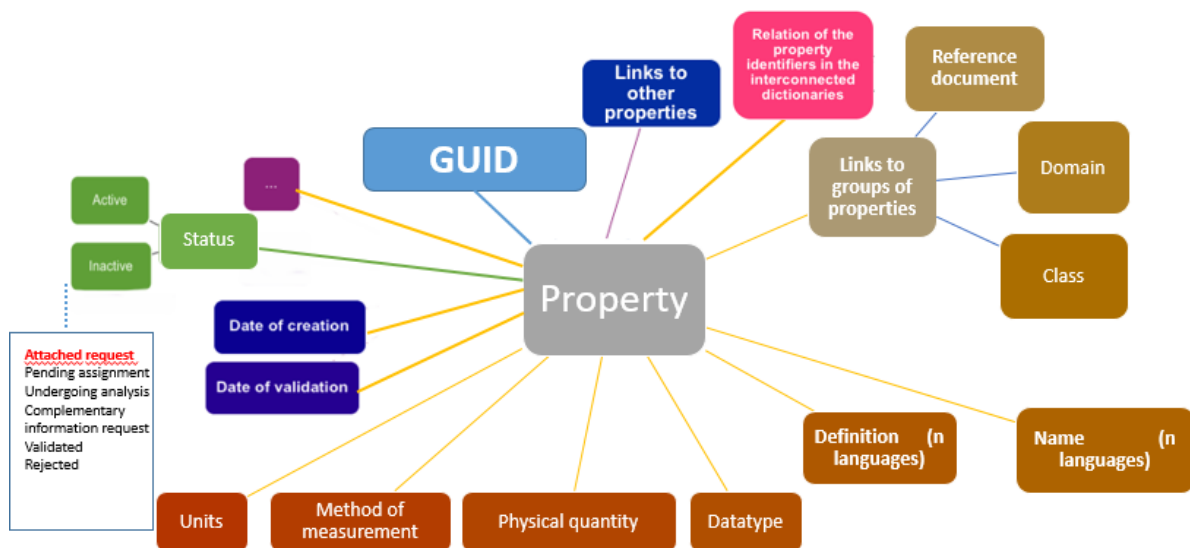 Relation of the
property
identifiers in the
interconnected
dictionaries
Reference
document
Links to
other
properties
GUID
Links to
groups of
properties
Domain
...
Active
Status
Inactive
Class
Property
Date of creation
Date of validation
Attached request
Pending assignment
Undergoing analysis
Complementary
information request
Validated
Rejected
Definition (n
languages)
Name (n
languages)
Units
Method of
measurement
Physical quantity
Datatype